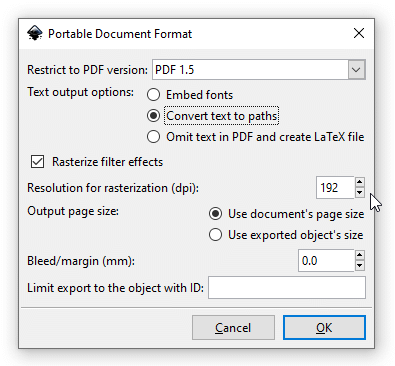 Portable Document Format
Restrict to PDF version: PDF 1.5
Text output options: Embed fonts
Convert text to paths
Omit text in PDF and create LaTeX file
Rasterize filter effects
Resolution for rasterization (dpi): 192
Output page size: Use document's page size
Use exported object's size
Bleed/margin (mm): 0.0
Limit export to the object with ID:
Cancel OK